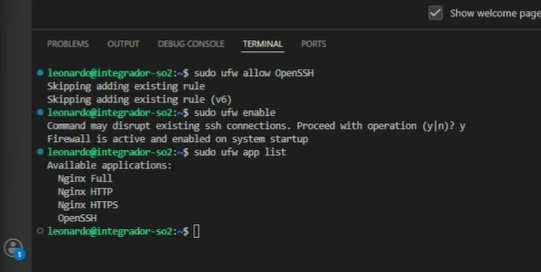 Show welcome page
PROBLEMS OUTPUT DEBUG CONSOLE TERMINAL PORTS
leonardo@integrador-so2:~$ sudo ufw allow OpenSSH
Skipping adding existing rule
Skipping adding existing rule (v6)
leonardo@integrador-so2:~$ sudo ufw enable
Command may disrupt existing ssh connections. Proceed with operation (y|n)? y
Firewall is active and enabled on system startup
leonardo@integrador-so2:~$ sudo ufw app list
Available applications:
Nginx Full
Nginx HTTP
Nginx HTTPS
OpenSSH
leonardo@integrador-so2:~$
1